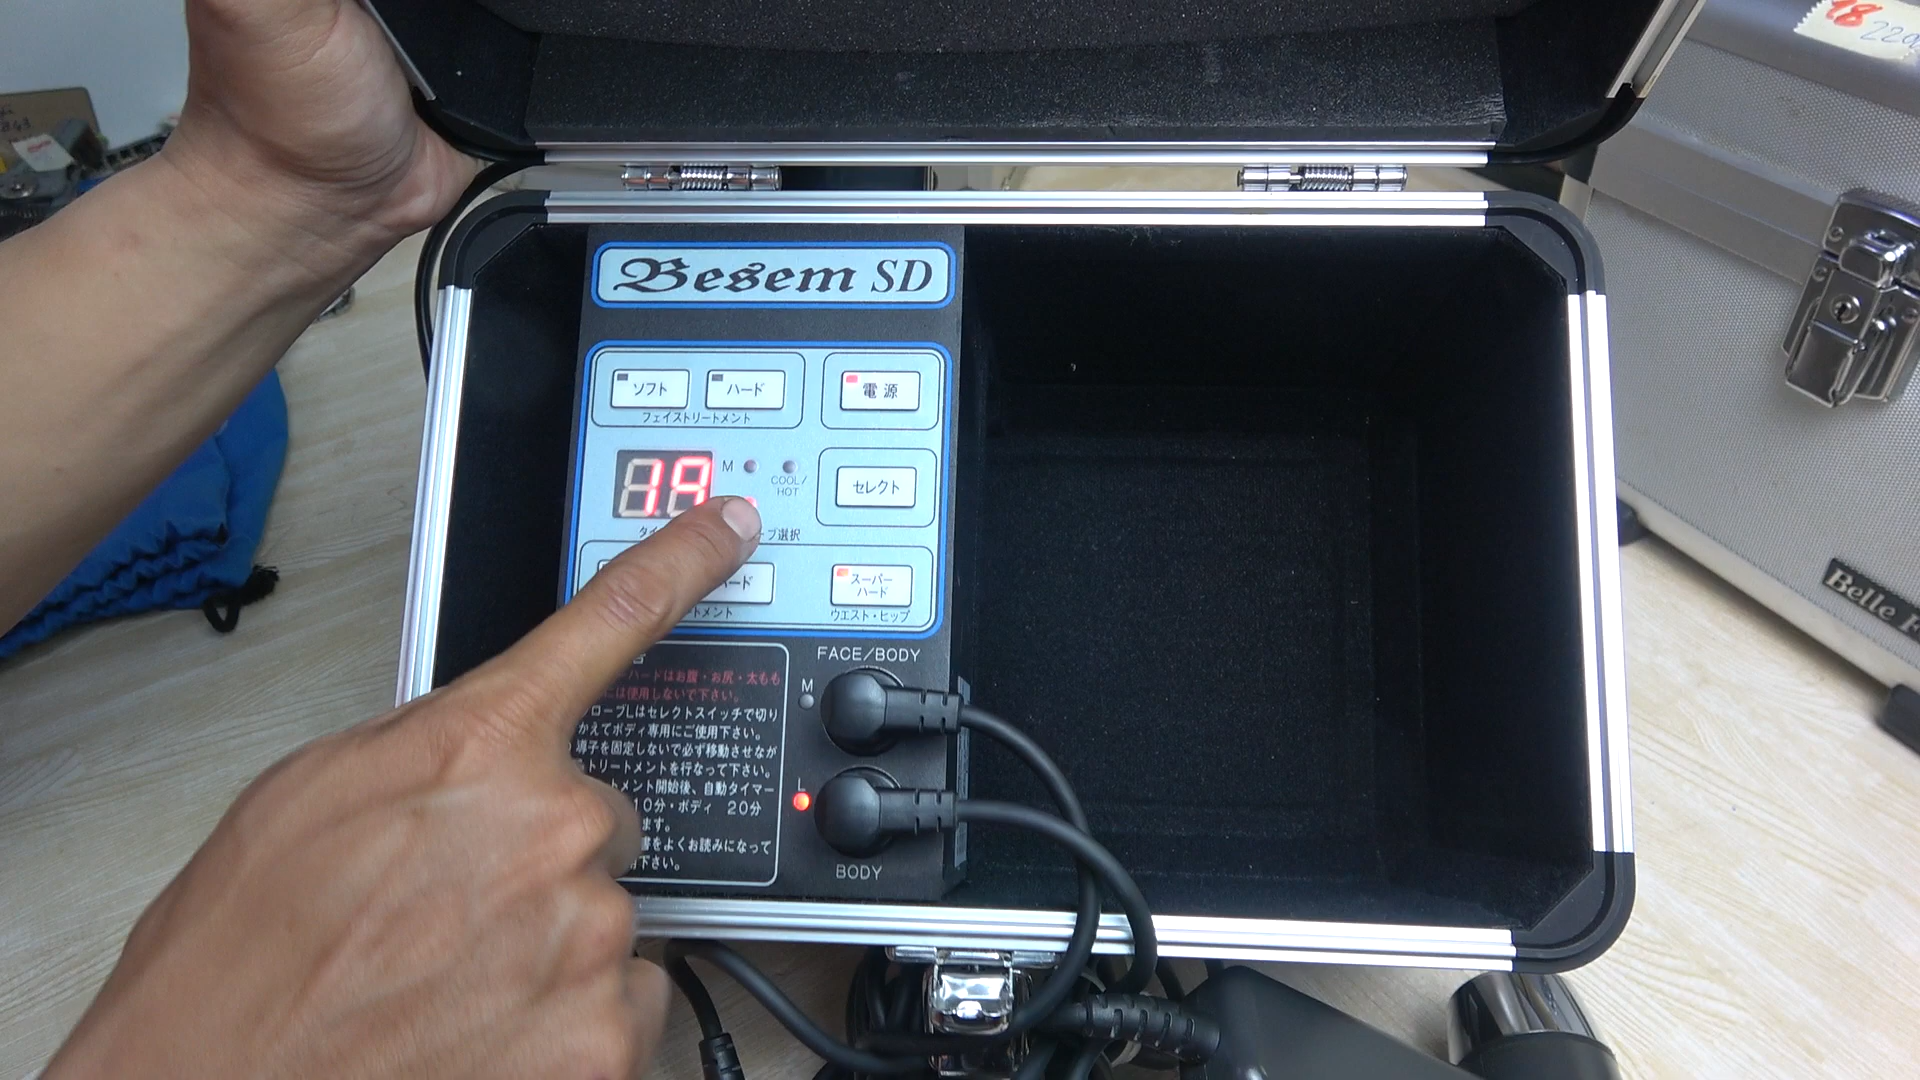 18 229
Besem SD
ソフト ハード 電源
フェイストリートメント
19 M COOL/
HOT セレクト
タイ ブ選択
ード スーパー
ハード
トメント ウエスト・ヒップ
Belle
FACE/BODY
M
ーハードはお腹・お尻・太もも
には使用しないで下さい。
ローブLはセレクトスイッチで切り
かえてボディ専用にご使用下さい。
導子を固定しないで必ず移動させなが
トリートメントを行なって下さい。
トメント開始後、自動タイマー
10分・ボディ 20分
ます。
書をよくお読みになって
下さい。
L
BODY